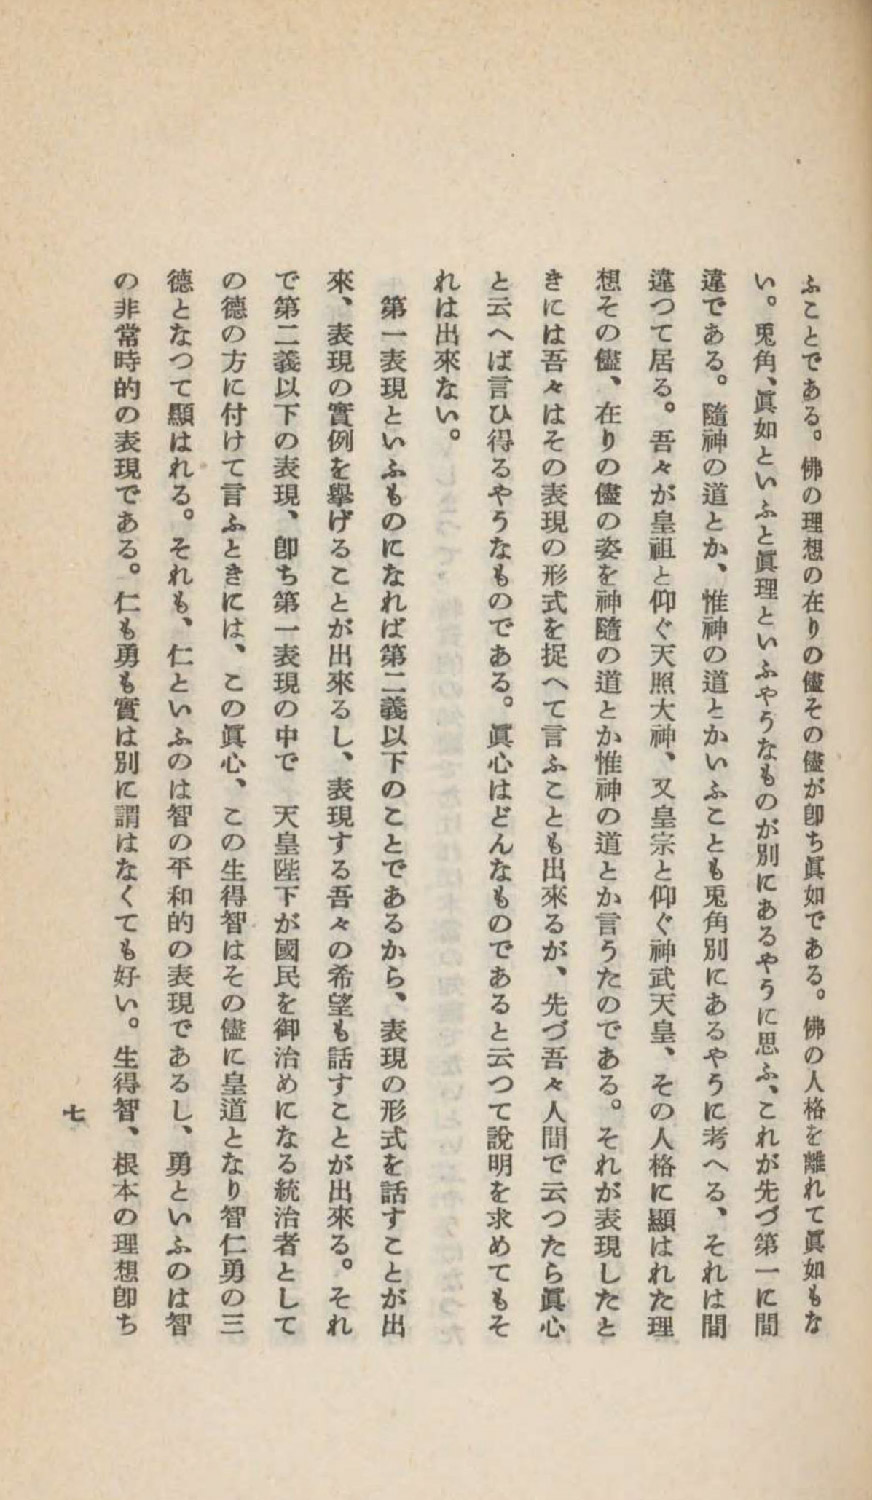 ふことである。佛の理想の在りの儘その儘が卽ち眞如である。佛の人格を離れて眞如もな
い。兎角、眞如といふと眞理といふやうなものが別にあるやうに思ふ、これが先づ第一に間
違である。隨神の道とか、惟神の道とかいふことも兎角別にあるやうに考へる、それは間
違つて居る。吾々が皇祖と仰ぐ天照大神、又皇宗と仰ぐ神武天皇、その人格に顯はれた理
想その儘、在りの儘の姿を神隨の道とか惟神の道とか言うたのである。それが表現したと
きには吾々はその表現の形式を捉へて言ふことも出來るが、先づ吾々人間で云つたら眞心
と云へば言ひ得るやうなものである。眞心はどんなものであると云つて說明を求めてもそ
れは出來ない。
第一表現といふものになれば第二義以下のことであるから、表現の形式を話すことが出
來、表現の實例を擧げることが出來るし、表現する吾々の希望も話すことが出來る。それ
で第二義以下の表現、卽ち第一表現の中で　天皇陛下が國民を御治めになる統治者として
の德の方に付けて言ふときには、この眞心、この生得智はその儘に皇道となり智仁勇の三
德となつて顯はれる。それも、仁といふのは智の平和的の表現であるし、勇といふのは智
の非常時的の表現である。仁も勇も實は別に謂はなくても好い。生得智、根本の理想卽ち
七